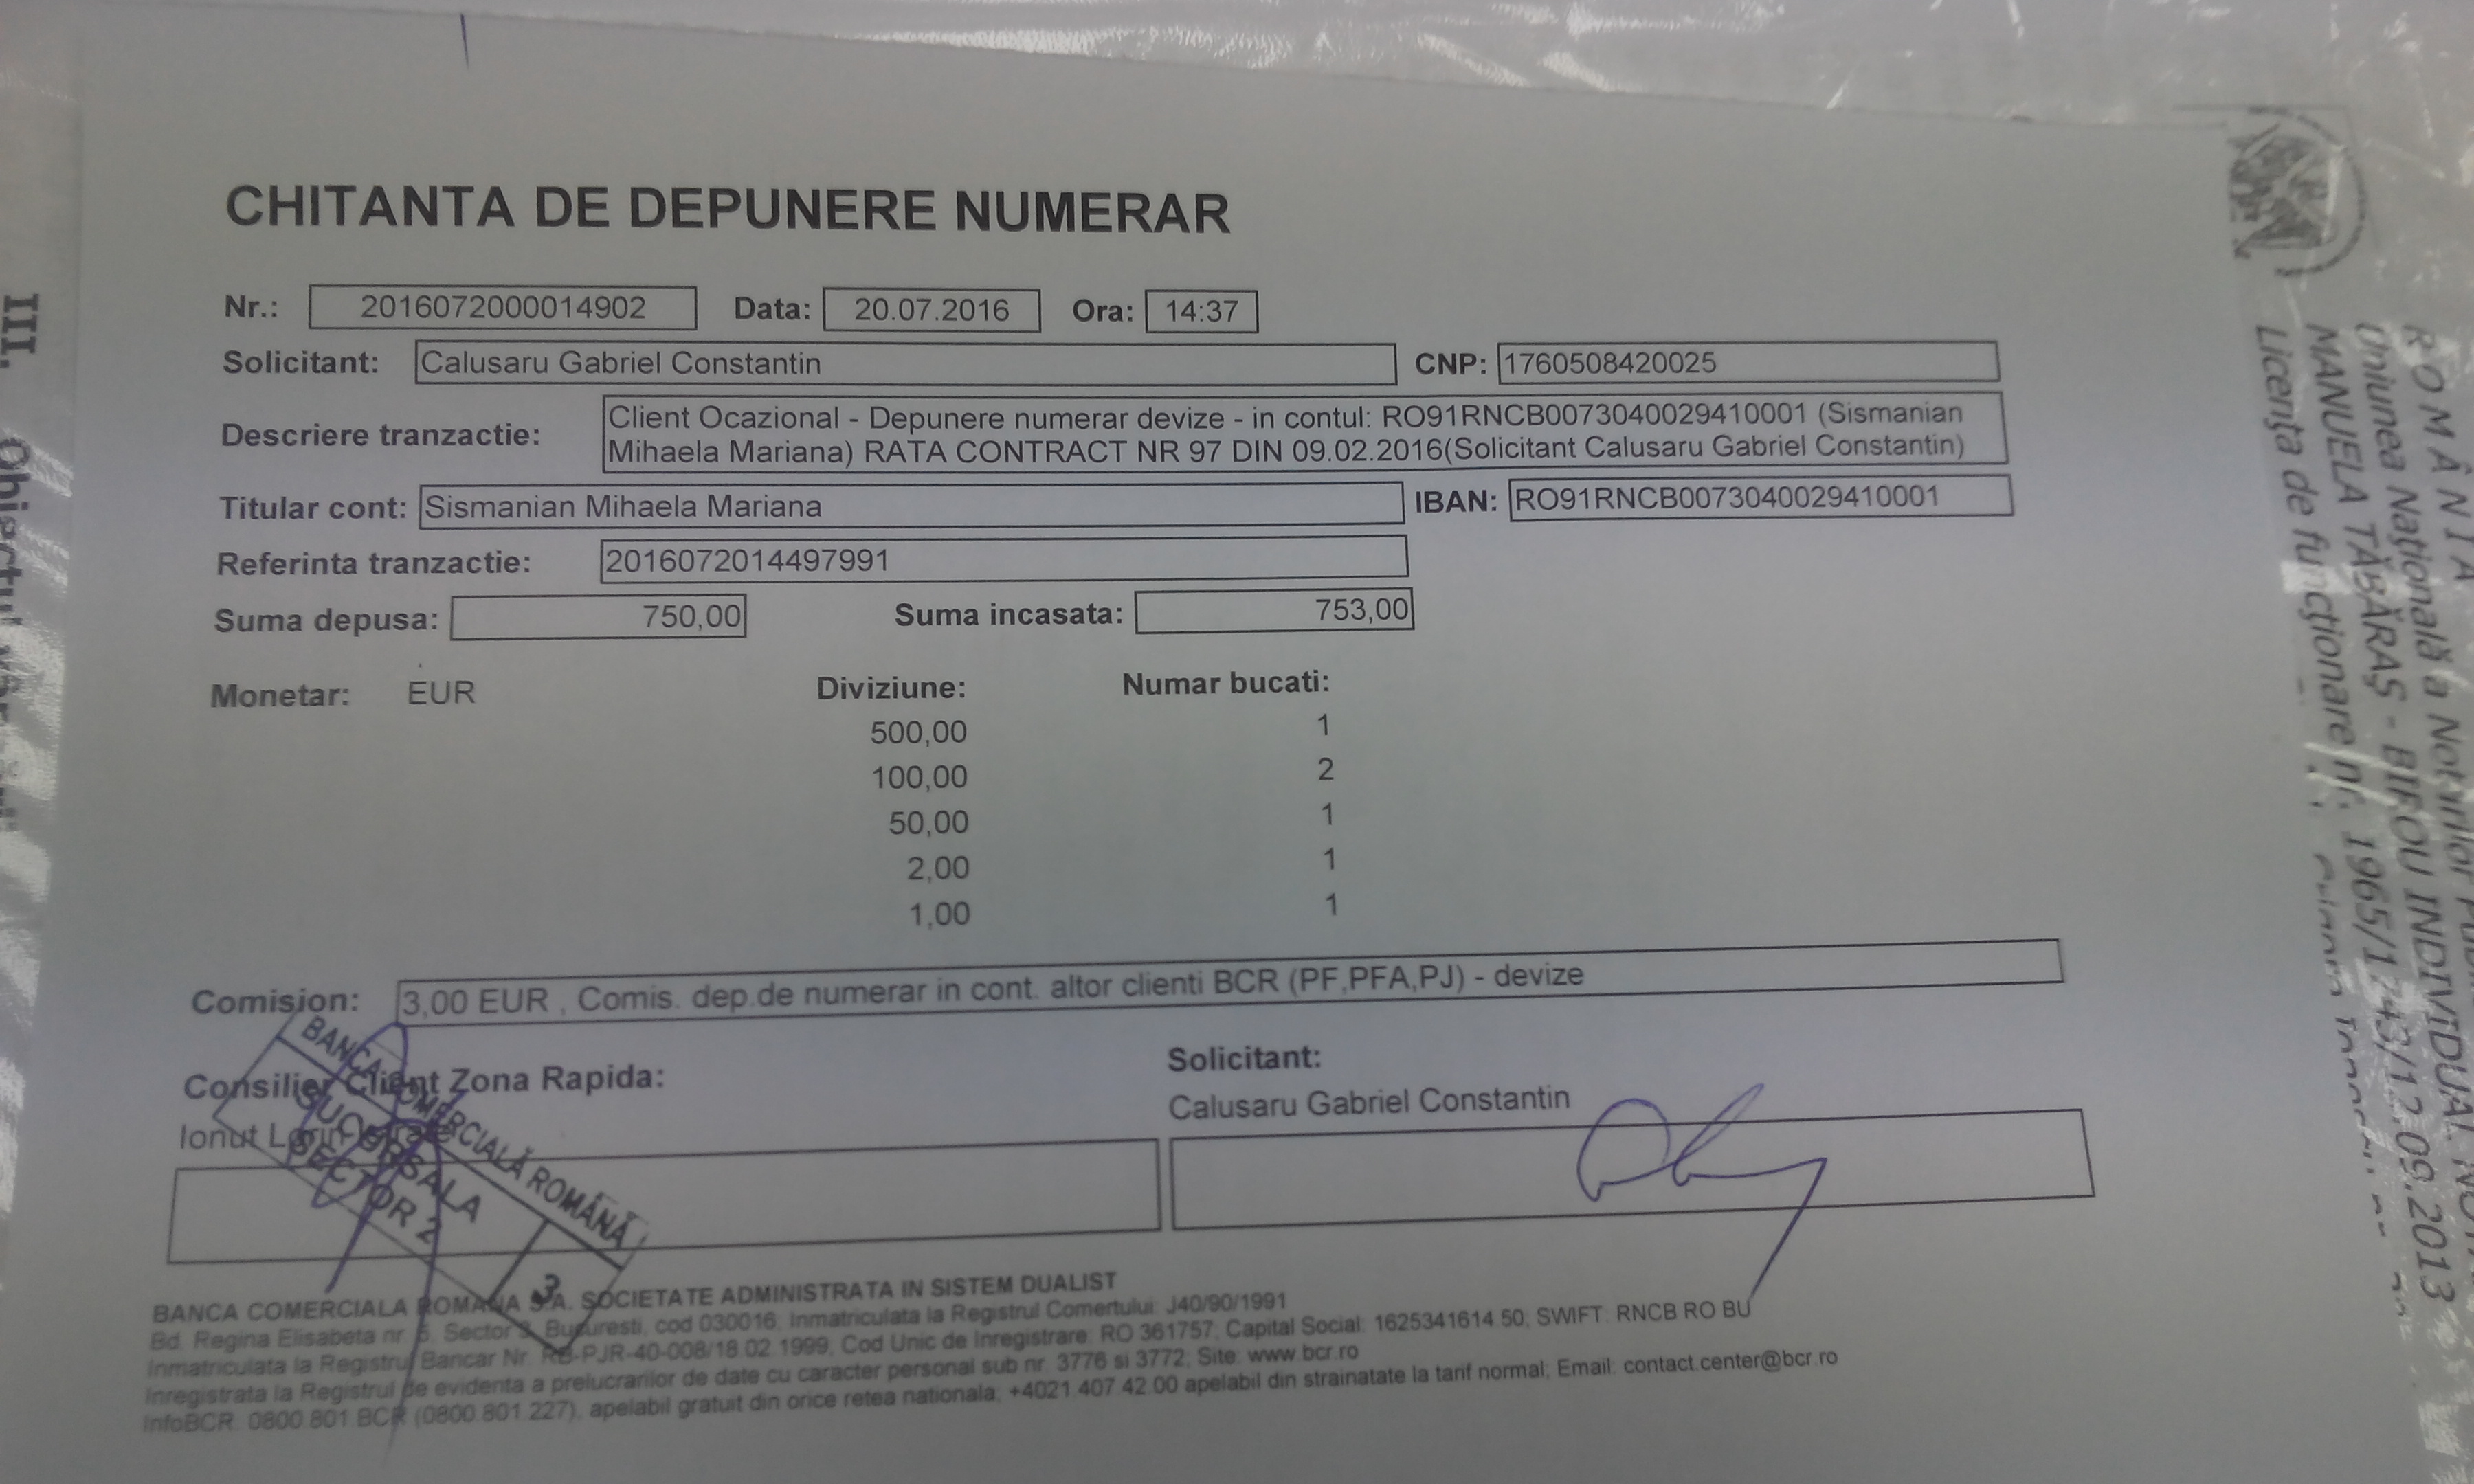 CHITANTA DE DEPUNERE NUMERAR
Nr.: 2016072000014902 Data: 20.07.2016 Ora: 14:37
Solicitant: Calusaru Gabriel Constantin CNP: 1760508420025
Descriere tranzactie: Client Ocazional - Depunere numerar devize - in contul: RO91RNCB0073040029410001 (Sismanian
Mihaela Mariana) RATA CONTRACT NR 97 DIN 09.02.2016(Solicitant Calusaru Gabriel Constantin)
Titular cont: Sismanian Mihaela Mariana IBAN: RO91RNCB0073040029410001
Referinta tranzactie: 2016072014497991
Suma depusa: 750,00 Suma incasata: 753,00
Monetar: EUR Diviziune: Numar bucati:
500,00 1
100,00 2
50,00 1
2,00 1
1,00 1
Comision: 3,00 EUR , Comis. dep.de numerar in cont. altor clienti BCR (PF,PFA,PJ) - devize
Consilier Client Zona Rapida:
Ionut
Solicitant:
Calusaru Gabriel Constantin
BANCA COMERCIALĂ ROMÂNĂ
SUCURSALA
SECTOR 2
3
BANCA COMERCIALA ROMANA S.A. SOCIETATE ADMINISTRATA IN SISTEM DUALIST
Bd. Regina Elisabeta nr 5, Sector 3, Bucuresti, cod 030016; Inmatriculata la Registrul Comertului: J40/90/1991
Inmatriculata la Registrul Bancar Nr. RB-PJR-40-008/18.02.1999, Cod Unic de Inregistrare: RO 361757; Capital Social: 1625341614.50; SWIFT: RNCB RO BU
Inregistrata la Registrul de evidenta a prelucrarilor de date cu caracter personal sub nr. 3776 si 3772; Site: www.bcr.ro
InfoBCR: 0800.801.BCR (0800.801.227), apelabil gratuit din orice retea nationala; +4021.407.42.00 apelabil din strainatate la tarif normal; Email: contact.center@bcr.ro
III.
ROMÂNIA
Uniunea Naţională a Notarilor
MANUELA TĂBĂRAŞ - BIROU INDIVIDUAL
Licenţa de funcţionare nr.